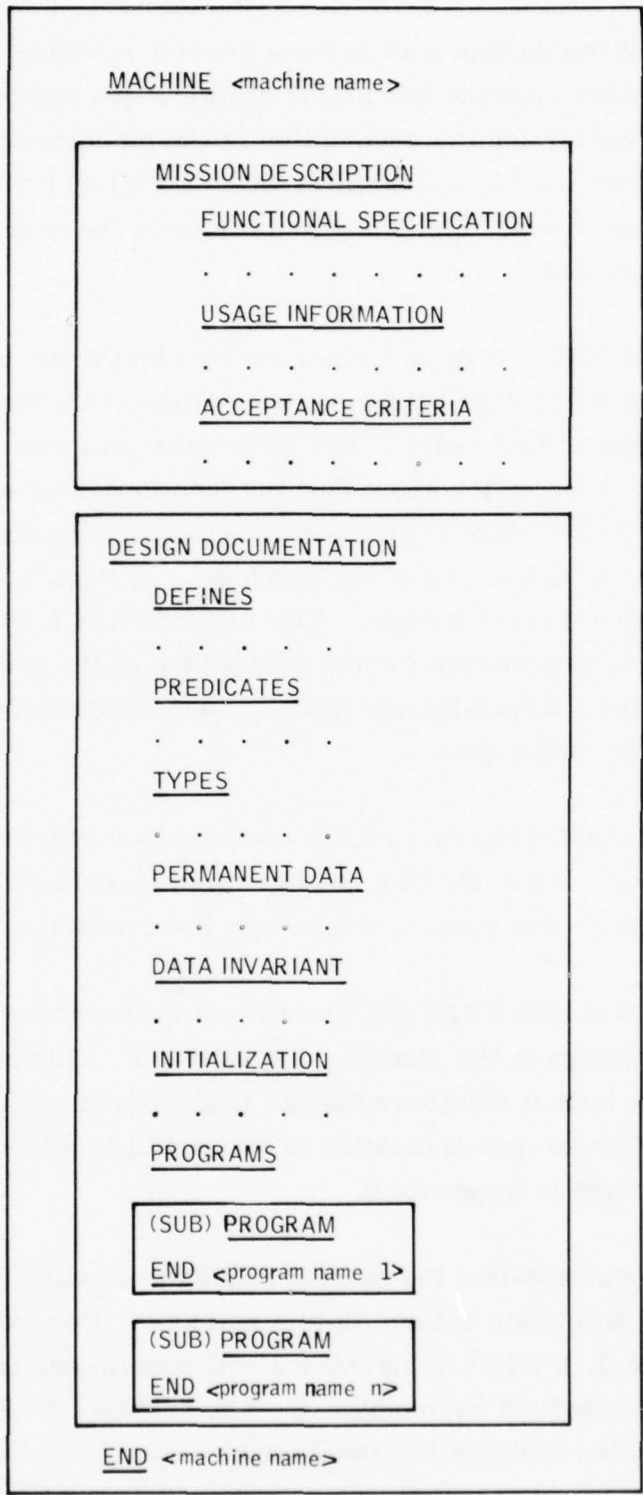 MACHINE <machine name>
MISSION DESCRIPTION
FUNCTIONAL SPECIFICATION
. . . . . . . .
USAGE INFORMATION
. . . . . . . .
ACCEPTANCE CRITERIA
. . . . . . . .
DESIGN DOCUMENTATION
DEFINES
. . . . .
PREDICATES
. . . . .
TYPES
. . . . .
PERMANENT DATA
. . . . .
DATA INVARIANT
. . . . .
INITIALIZATION
. . . . .
PROGRAMS
(SUB) PROGRAM
END <program name 1>
(SUB) PROGRAM
END <program name n>
END <machine name>